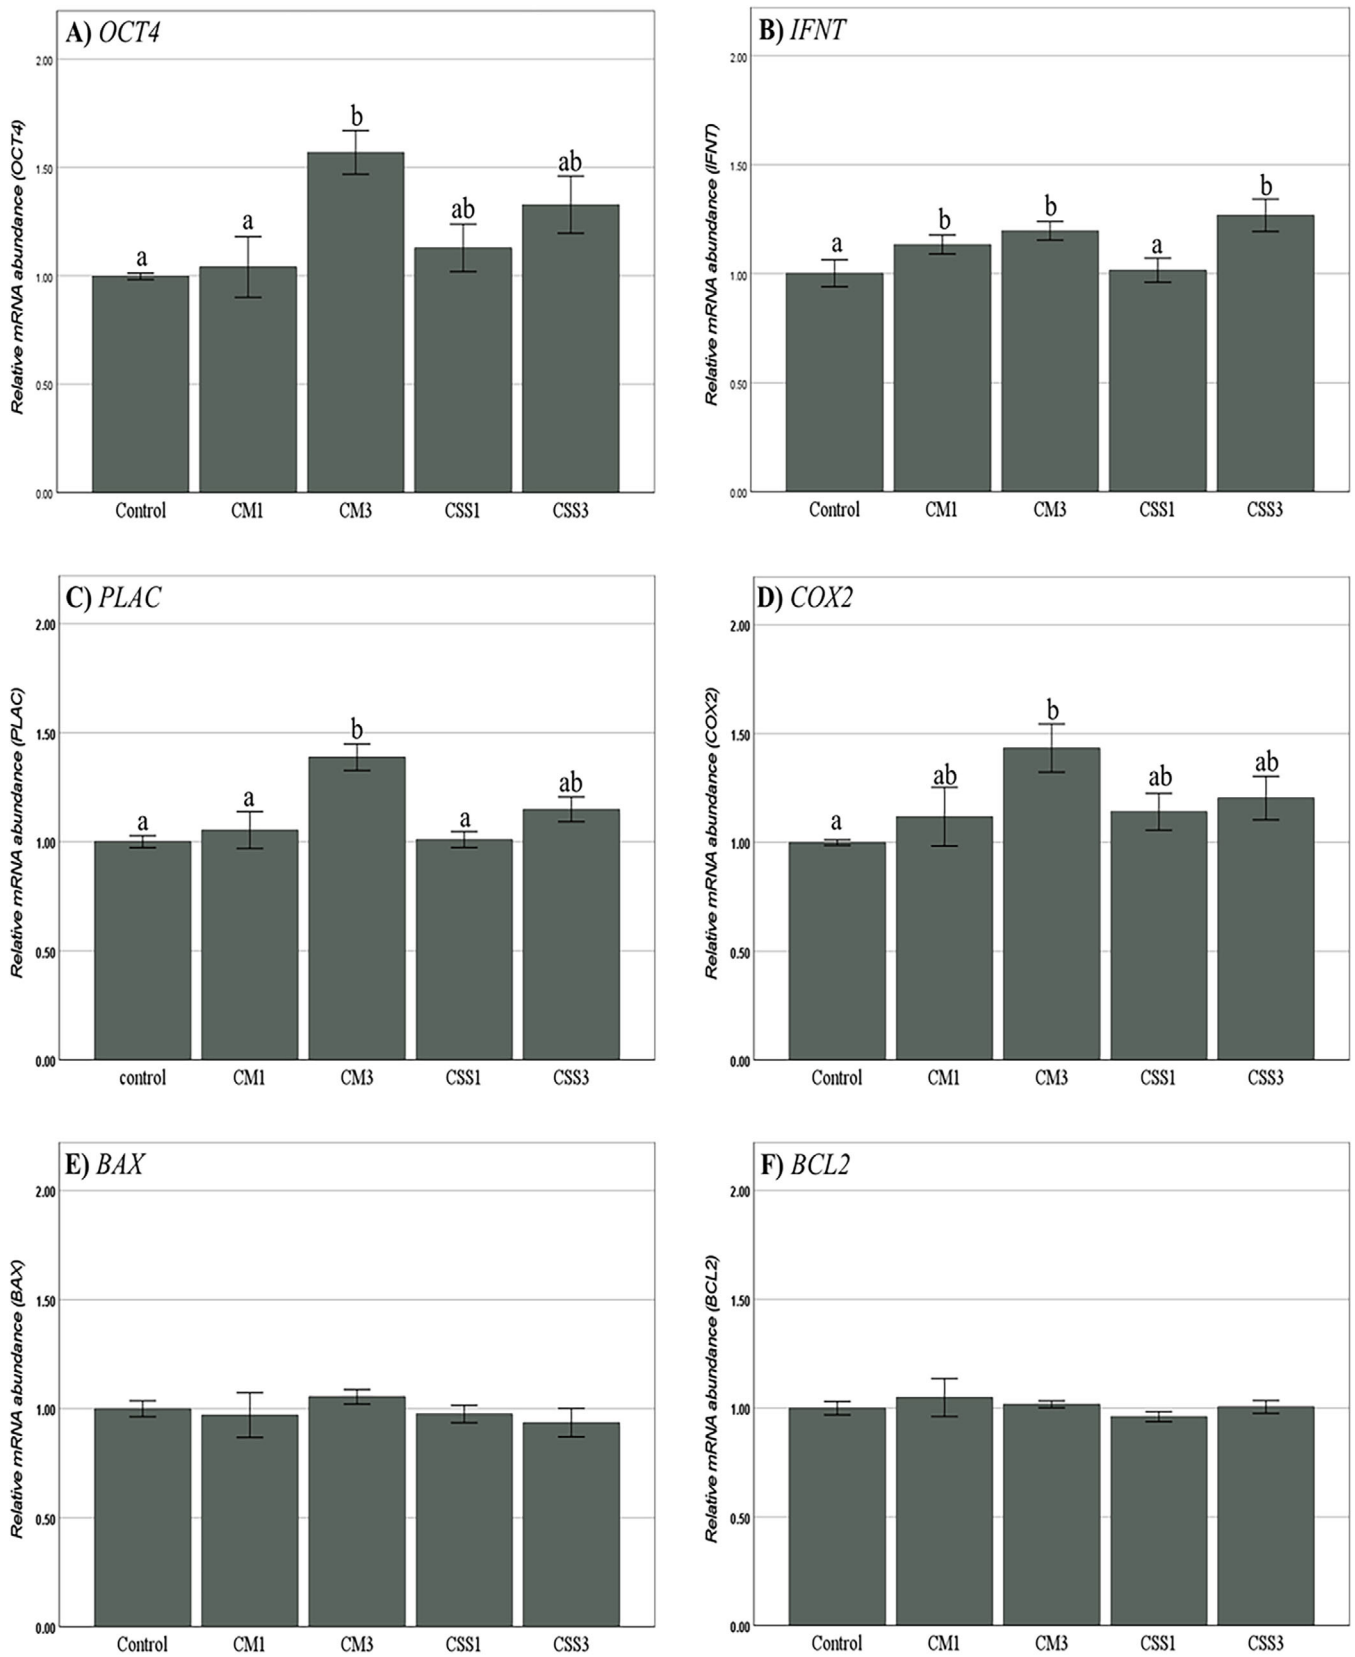 A) OCT4
Relative mRNA abundance (OCT4)
2.00
1.50
1.00
0.50
0.00
a
a
b
ab
ab
Control
CM1
CM3
CSS1
CSS3
B) IFNT
Relative mRNA abundance (IFNT)
2.00
1.50
1.00
0.50
0.00
a
b
b
a
b
Control
CM1
CM3
CSS1
CSS3
C) PLAC
Relative mRNA abundance (PLAC)
2.00
1.50
1.00
0.50
0.00
a
a
b
a
ab
control
CM1
CM3
CSS1
CSS3
D) COX2
Relative mRNA abundance (COX2)
2.00
1.50
1.00
0.50
0.00
a
ab
b
ab
ab
Control
CM1
CM3
CSS1
CSS3
E) BAX
Relative mRNA abundance (BAX)
2.00
1.50
1.00
0.50
0.00
Control
CM1
CM3
CSS1
CSS3
F) BCL2
Relative mRNA abundance (BCL2)
2.00
1.50
1.00
0.50
0.00
Control
CM1
CM3
CSS1
CSS3